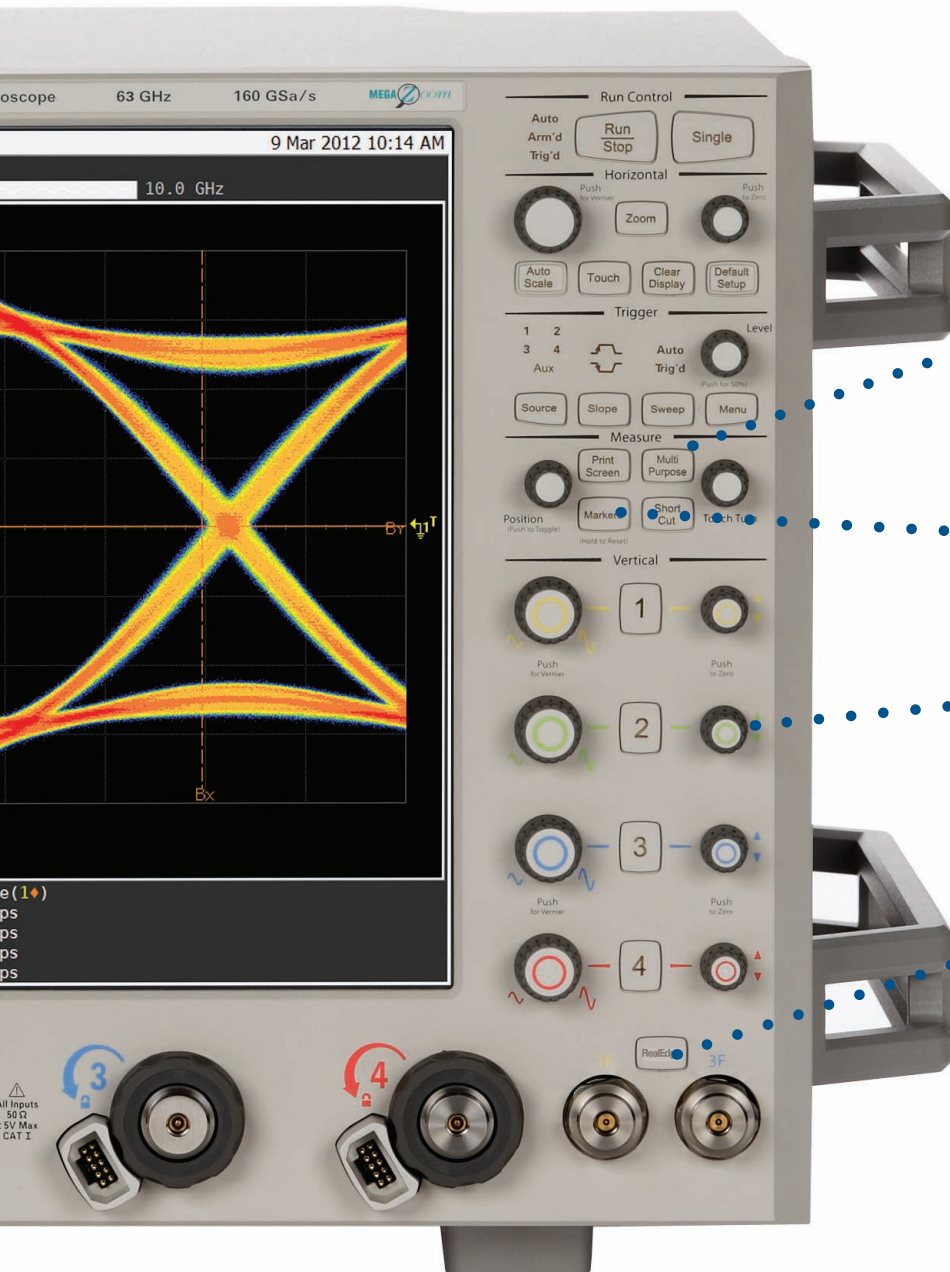 oscope 63 GHz 160 GSa/s MEGA Zoom
9 Mar 2012 10:14 AM
10.0 GHz
BY 1 T
Bx
e(1♦)
ps
ps
ps
ps
Run Control
Auto
Arm'd
Trig'd
Run
Stop
Single
Horizontal
Push
for Vernier
Zoom
Push
to Zero
Auto
Scale
Touch
Clear
Display
Default
Setup
Trigger
1 2
3 4
Aux
Auto
Trig'd
Level
(Push for 50%)
Source Slope Sweep Menu
Measure
Print
Screen
Multi
Purpose
Position
(Push to Toggle)
Marker
(Hold to Reset)
Short
Cut
Touch Turn
Vertical
1
Push
for Vernier
Push
to Zero
2
3
Push
for Vernier
Push
to Zero
4
RealEdge
1F 3F
3
4
All Inputs
50 Ω
5V Max
CAT I